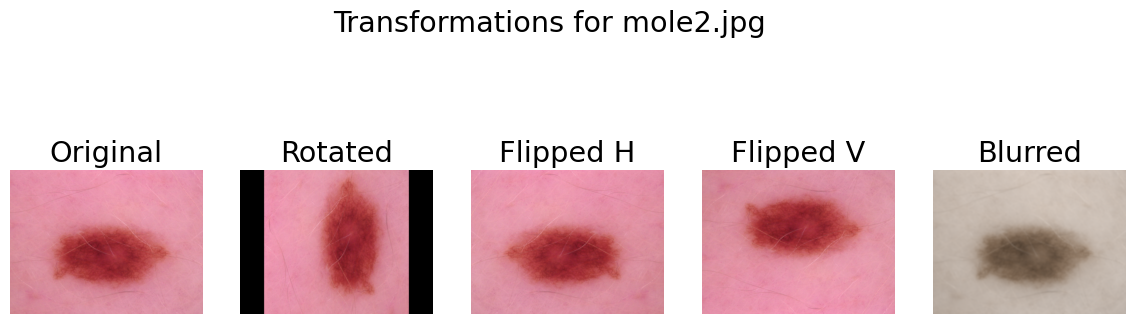 Transformations for mole2.jpg
Original
Rotated
Flipped H
Flipped V
Blurred